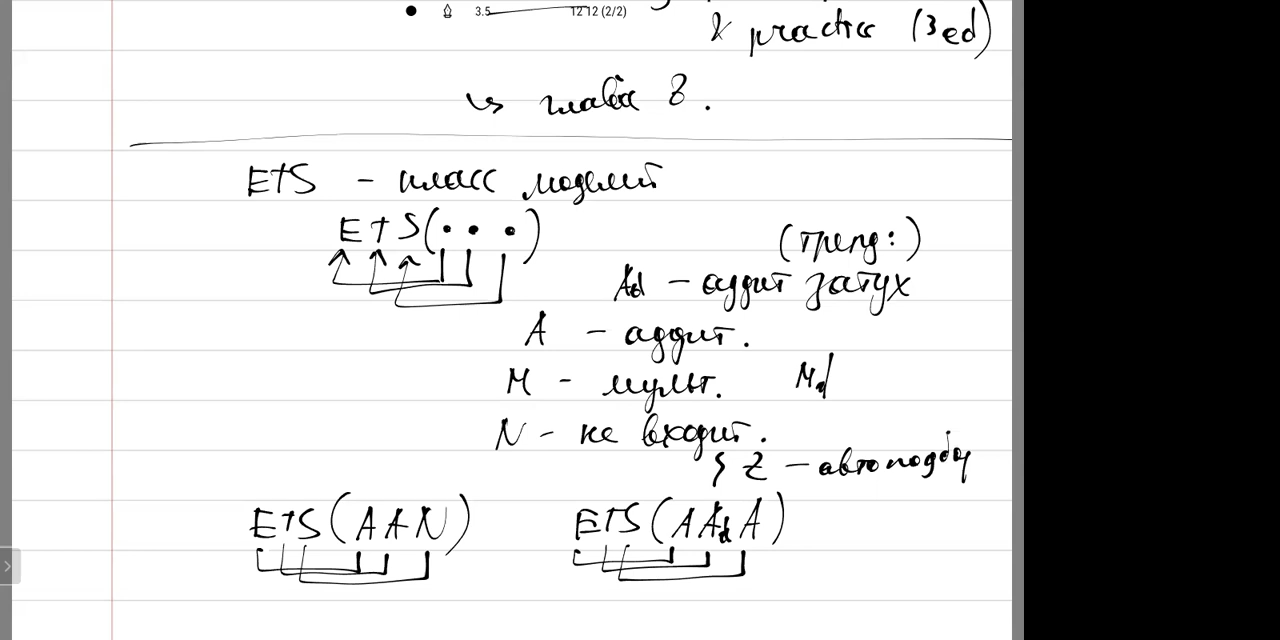 3.5 12 12 (2/2)
& practice (3ed)
↳ глава 8.
ETS - класс моделей
ETS(• • •)
(тренд:)
Ad - аддит затух
A - аддит.
M - мульт. Md
N - не входит.
Z - автоподбор
ETS(AAN) ETS(AAdA)